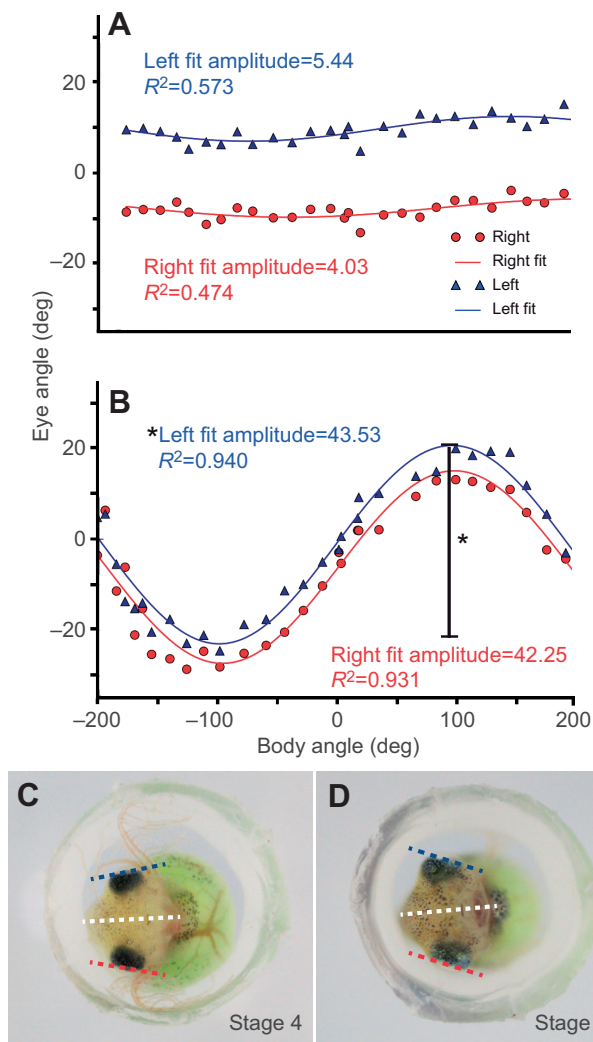 A
Left fit amplitude=5.44
R²=0.573
20
0
–20
Right fit amplitude=4.03
R²=0.474
Right
Right fit
Left
Left fit
Eye angle (deg)
B
*Left fit amplitude=43.53
R²=0.940
20
0
*
–20
Right fit amplitude=42.25
R²=0.931
–200 –100 0 100 200
Body angle (deg)
C
Stage 4
D
Stage